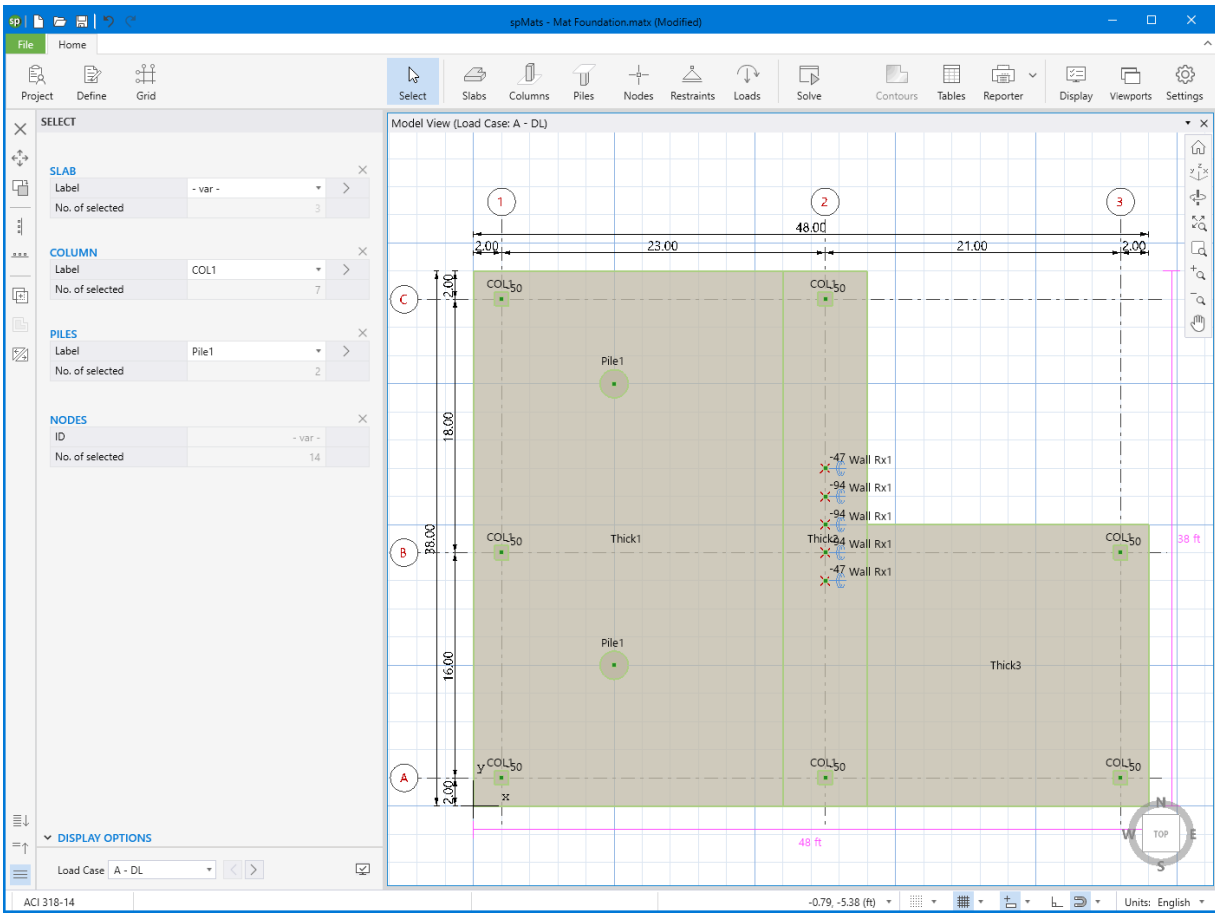 sp spMats - Mat Foundation.matx (Modified)
File Home
Project Define Grid Select Slabs Columns Piles Nodes Restraints Loads Solve Contours Tables Reporter Display Viewports Settings
SELECT
Model View (Load Case: A - DL)
SLAB
Label - var -
No. of selected 3
COLUMN
Label COL1
No. of selected 7
PILES
Label Pile1
No. of selected 2
NODES
ID - var -
No. of selected 14
1 2 3
48.00
2.00 23.00 21.00 2.00
C 2.00 COL1 -50 COL1 -50
Pile1
18.00
-47 Wall Rx1
-94 Wall Rx1
-94 Wall Rx1
B 38.00 COL1 -50 Thick1 Thick2 -94 Wall Rx1 COL1 -50 38 ft
-47 Wall Rx1
Pile1
16.00 Thick3
A 2.00 y COL1 -50 COL1 -50 COL1 -50
x
48 ft
N
W TOP E
S
z
y x
DISPLAY OPTIONS
Load Case A - DL
ACI 318-14 -0.79, -5.38 (ft) Units: English